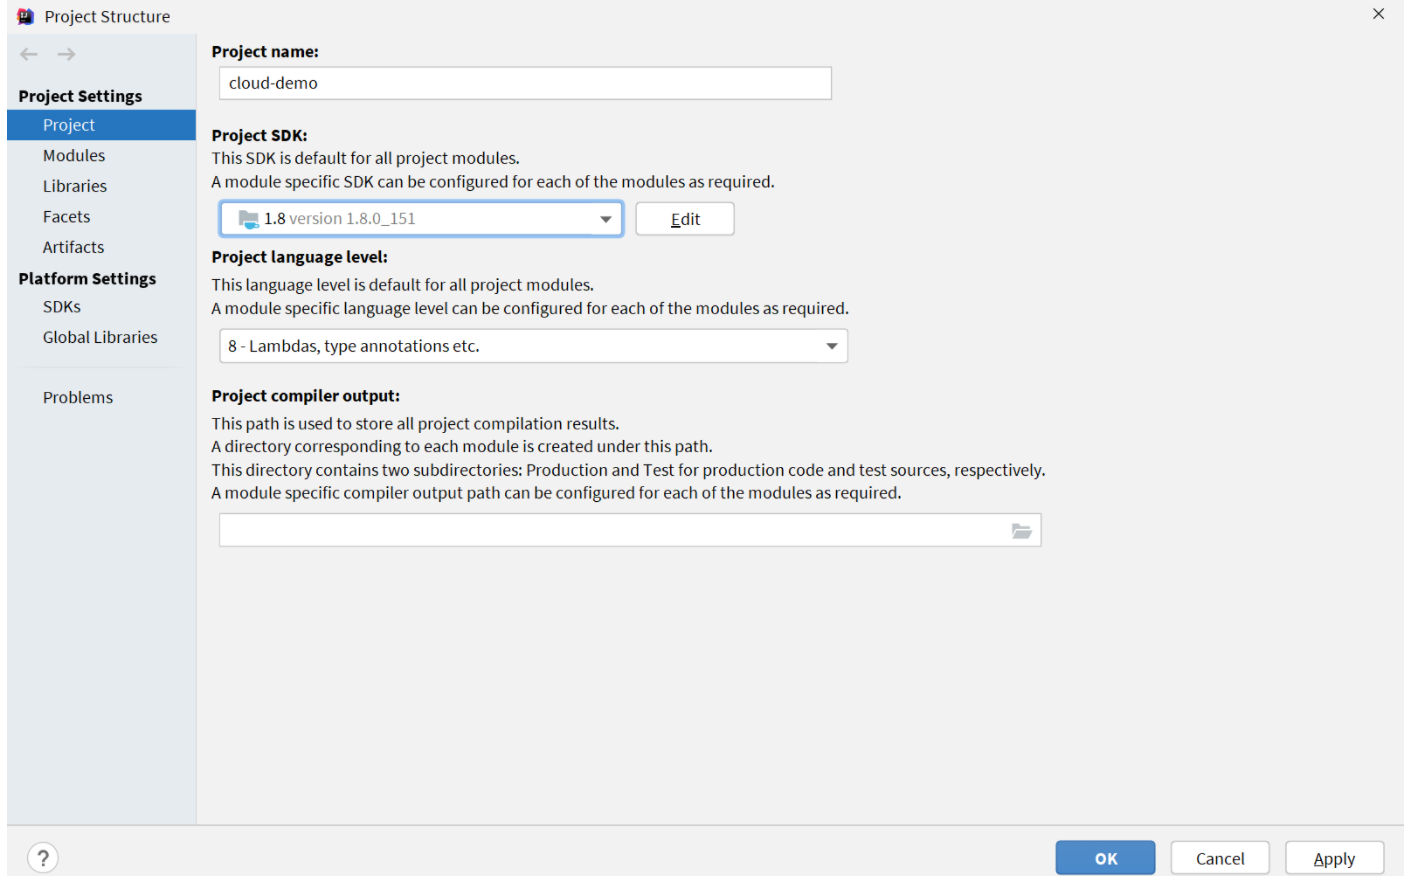 Project Structure
Project Settings
Project
Modules
Libraries
Facets
Artifacts
Platform Settings
SDKs
Global Libraries
Problems
Project name:
cloud-demo
Project SDK:
This SDK is default for all project modules.
A module specific SDK can be configured for each of the modules as required.
1.8 version 1.8.0_151
Edit
Project language level:
This language level is default for all project modules.
A module specific language level can be configured for each of the modules as required.
8 - Lambdas, type annotations etc.
Project compiler output:
This path is used to store all project compilation results.
A directory corresponding to each module is created under this path.
This directory contains two subdirectories: Production and Test for production code and test sources, respectively.
A module specific compiler output path can be configured for each of the modules as required.
?
OK
Cancel
Apply